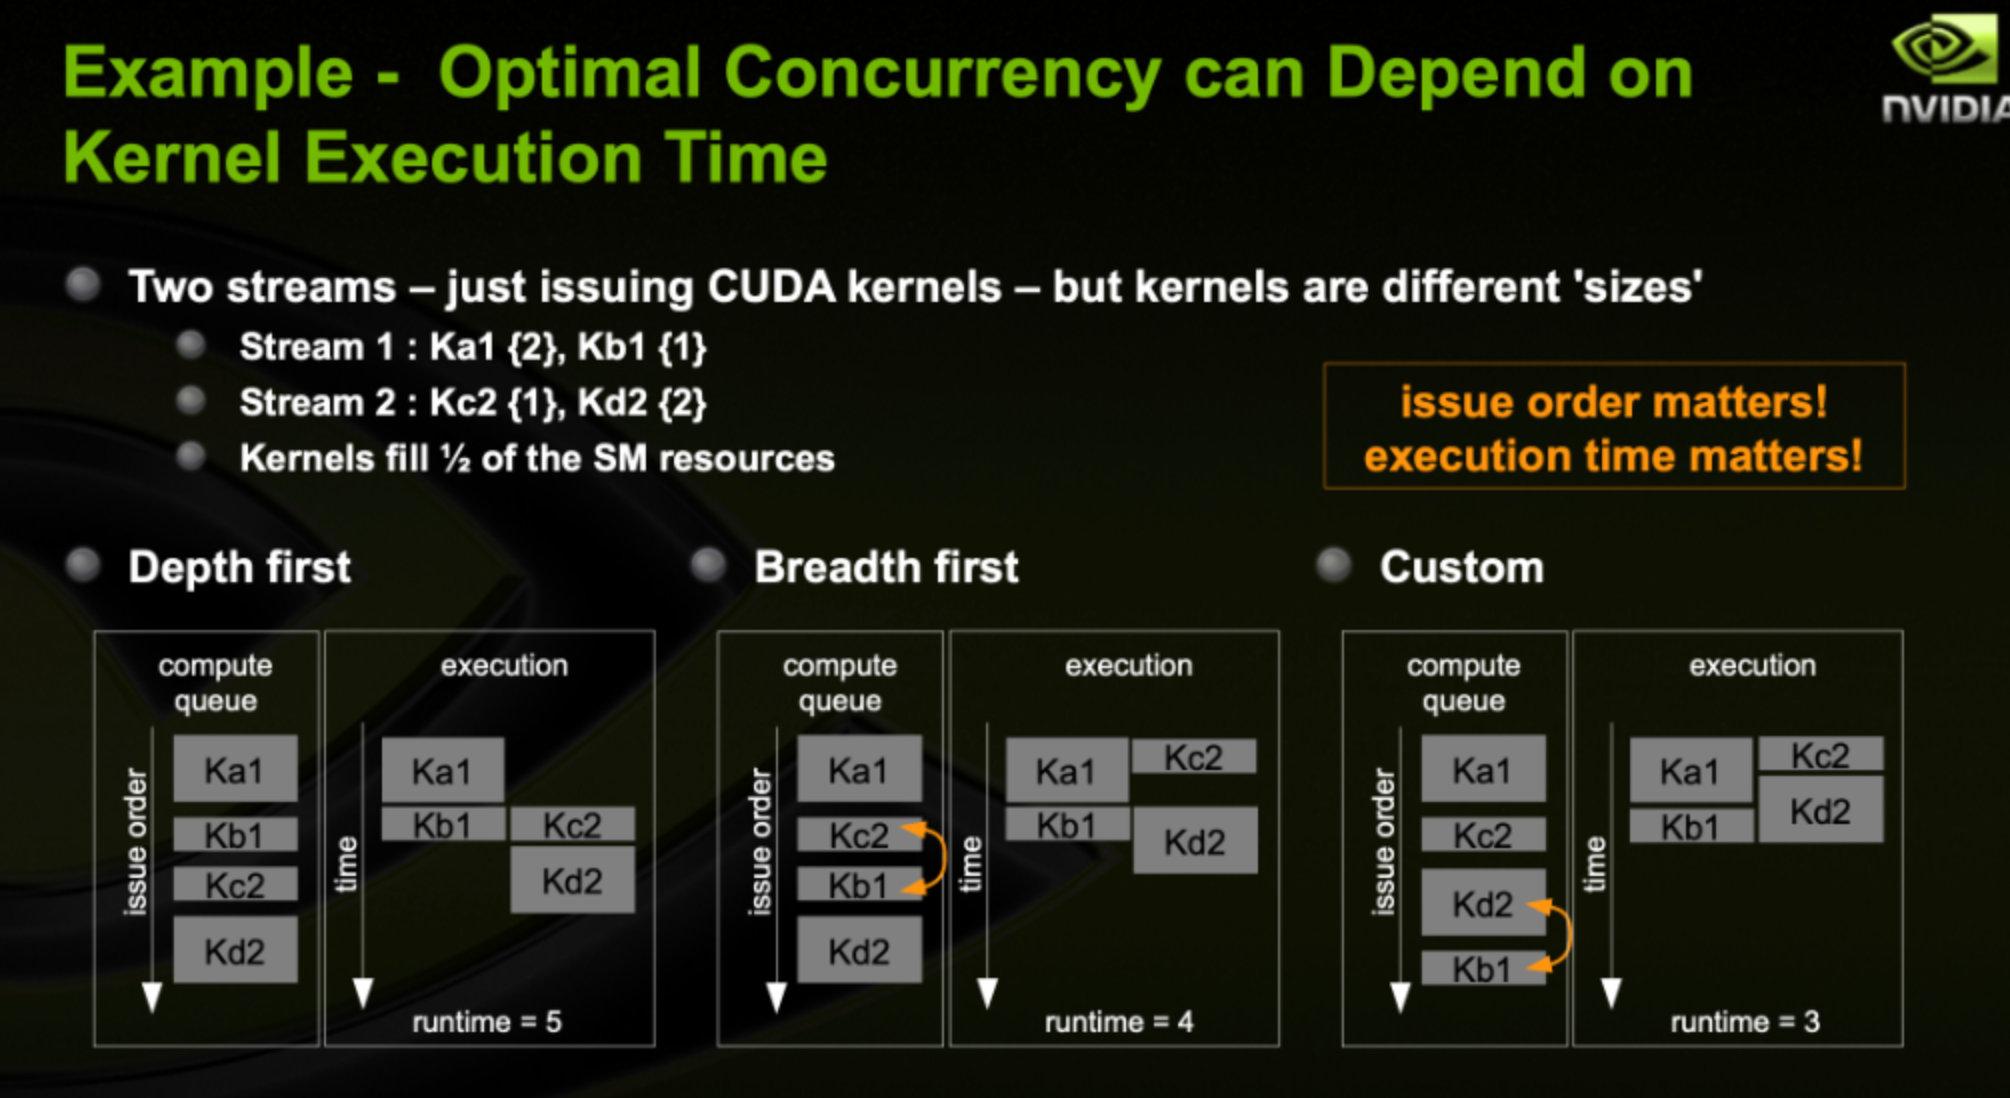 Example -  Optimal Concurrency can Depend on
Kernel Execution Time
NVIDIA
Two streams – just issuing CUDA kernels – but kernels are different 'sizes'
Stream 1 : Ka1 {2}, Kb1 {1}
Stream 2 : Kc2 {1}, Kd2 {2}
Kernels fill ½ of the SM resources
issue order matters!
execution time matters!
Depth first
compute
queue
issue order
Ka1
Kb1
Kc2
Kd2
execution
time
Ka1
Kb1
Kc2
Kd2
runtime = 5
Breadth first
compute
queue
issue order
Ka1
Kc2
Kb1
Kd2
execution
time
Ka1
Kc2
Kb1
Kd2
runtime = 4
Custom
compute
queue
issue order
Ka1
Kc2
Kd2
Kb1
execution
time
Ka1
Kc2
Kb1
Kd2
runtime = 3